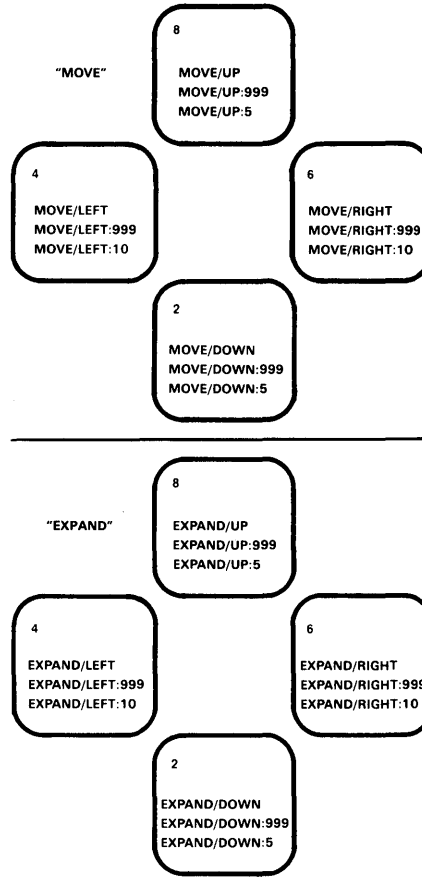 8
"MOVE"
MOVE/UP
MOVE/UP:999
MOVE/UP:5
4
MOVE/LEFT
MOVE/LEFT:999
MOVE/LEFT:10
6
MOVE/RIGHT
MOVE/RIGHT:999
MOVE/RIGHT:10
2
MOVE/DOWN
MOVE/DOWN:999
MOVE/DOWN:5
8
"EXPAND"
EXPAND/UP
EXPAND/UP:999
EXPAND/UP:5
4
EXPAND/LEFT
EXPAND/LEFT:999
EXPAND/LEFT:10
6
EXPAND/RIGHT
EXPAND/RIGHT:999
EXPAND/RIGHT:10
2
EXPAND/DOWN
EXPAND/DOWN:999
EXPAND/DOWN:5